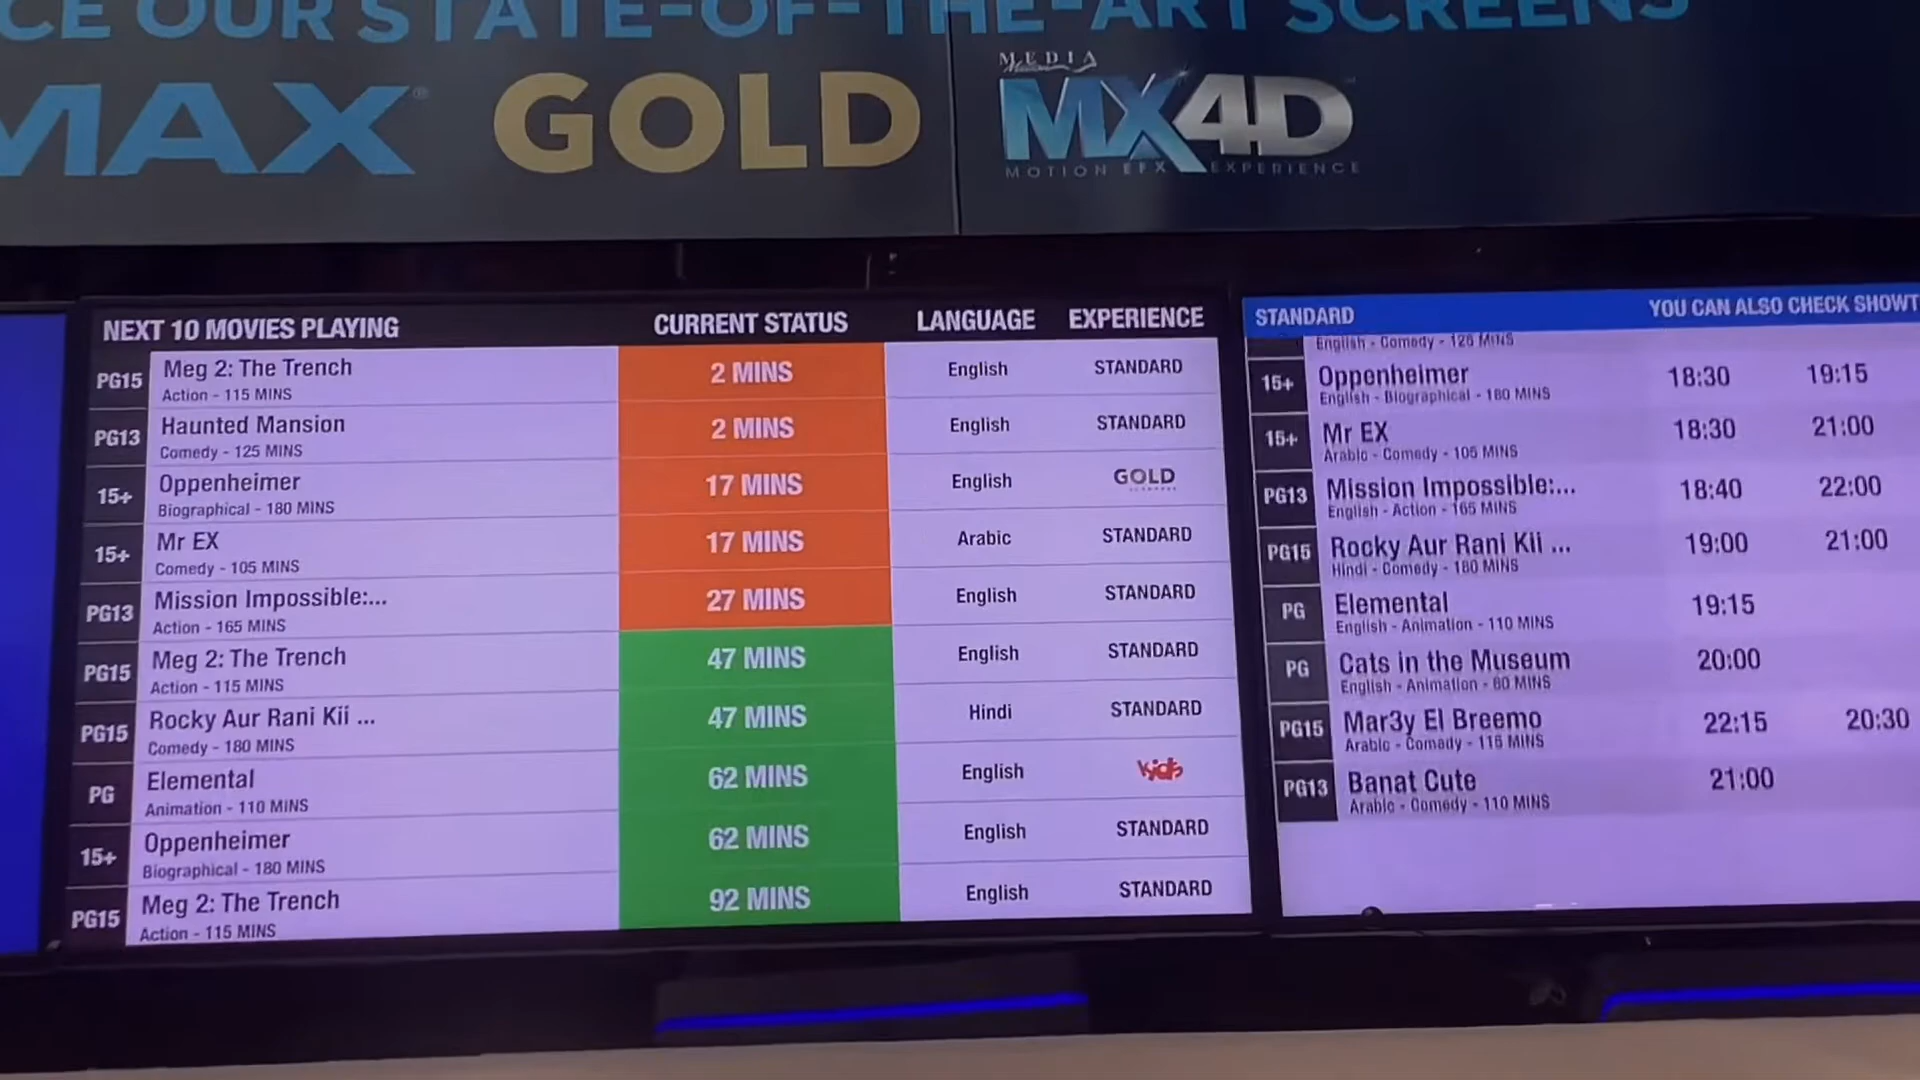 CE OUR STATE-OF-THE-ART SCREENS
MAX® GOLD MEDIA MX4D™
MOTION EFX EXPERIENCE
NEXT 10 MOVIES PLAYING CURRENT STATUS LANGUAGE EXPERIENCE
PG15 Meg 2: The Trench 2 MINS English STANDARD
Action - 115 MINS
PG13 Haunted Mansion 2 MINS English STANDARD
Comedy - 125 MINS
15+ Oppenheimer 17 MINS English GOLD
Biographical - 180 MINS
15+ Mr EX 17 MINS Arabic STANDARD
Comedy - 105 MINS
PG13 Mission Impossible:... 27 MINS English STANDARD
Action - 165 MINS
PG15 Meg 2: The Trench 47 MINS English STANDARD
Action - 115 MINS
PG15 Rocky Aur Rani Kii ... 47 MINS Hindi STANDARD
Comedy - 180 MINS
PG Elemental 62 MINS English kids
Animation - 110 MINS
15+ Oppenheimer 62 MINS English STANDARD
Biographical - 180 MINS
PG15 Meg 2: The Trench 92 MINS English STANDARD
Action - 115 MINS
STANDARD YOU CAN ALSO CHECK SHOWT
English - Comedy - 125 MINS
15+ Oppenheimer 18:30 19:15
English - Biographical - 180 MINS
15+ Mr EX 18:30 21:00
Arabic - Comedy - 105 MINS
PG13 Mission Impossible:... 18:40 22:00
English - Action - 165 MINS
PG15 Rocky Aur Rani Kii ... 19:00 21:00
Hindi - Comedy - 180 MINS
PG Elemental 19:15
English - Animation - 110 MINS
PG Cats in the Museum 20:00
English - Animation - 80 MINS
PG15 Mar3y El Breemo 22:15 20:30
Arabic - Comedy - 115 MINS
PG13 Banat Cute 21:00
Arabic - Comedy - 110 MINS